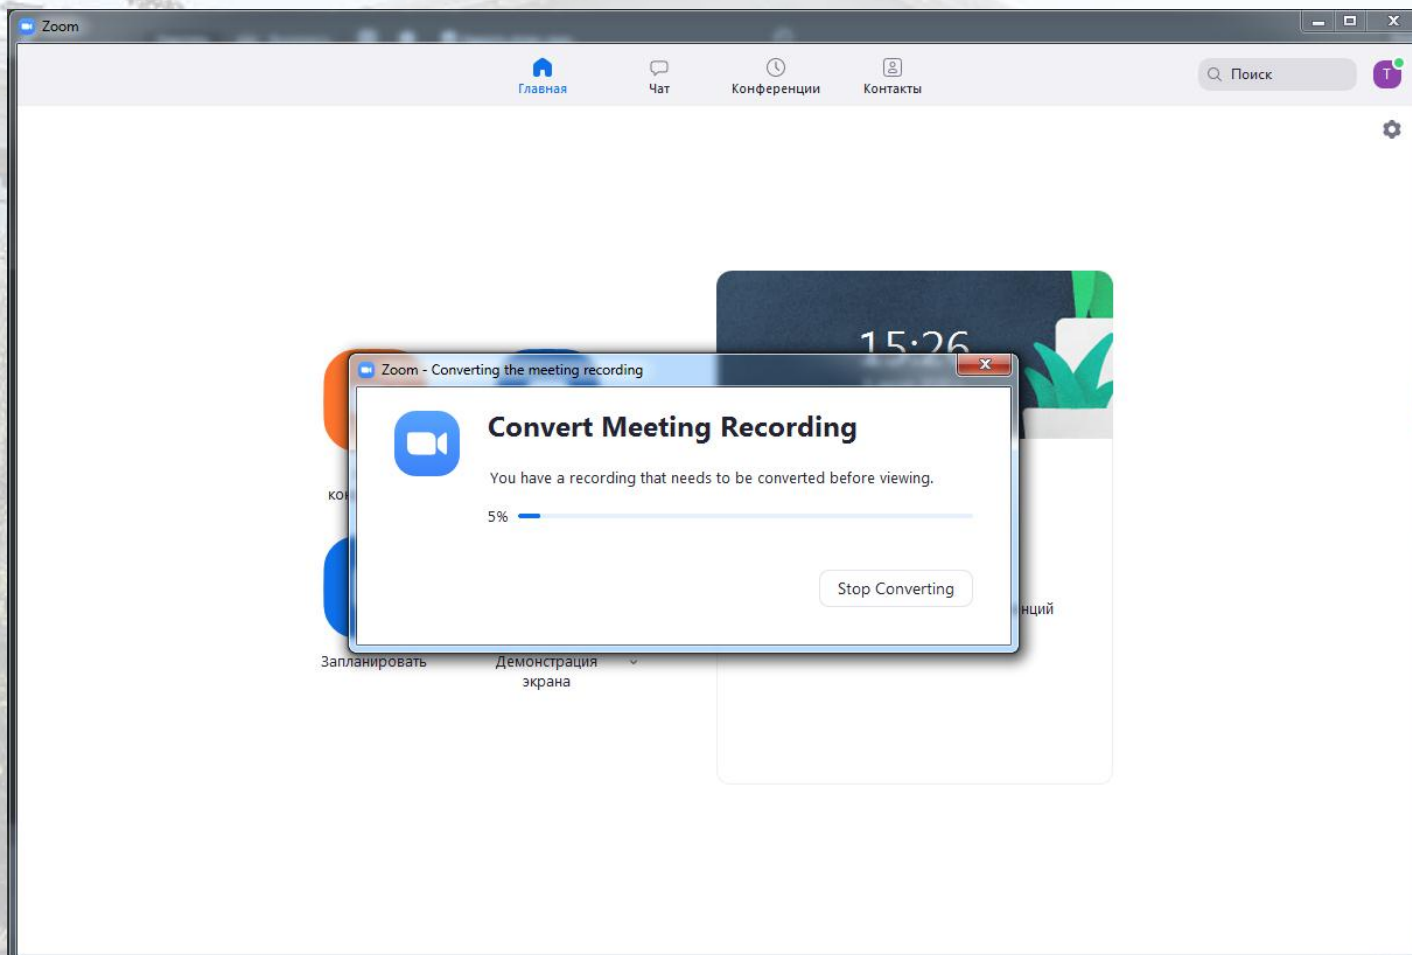 Zoom
Главная
Чат
Конференции
Контакты
Поиск
T
15:26
Zoom - Converting the meeting recording
Convert Meeting Recording
You have a recording that needs to be converted before viewing.
5%
Stop Converting
Запланировать
Демонстрация
экрана